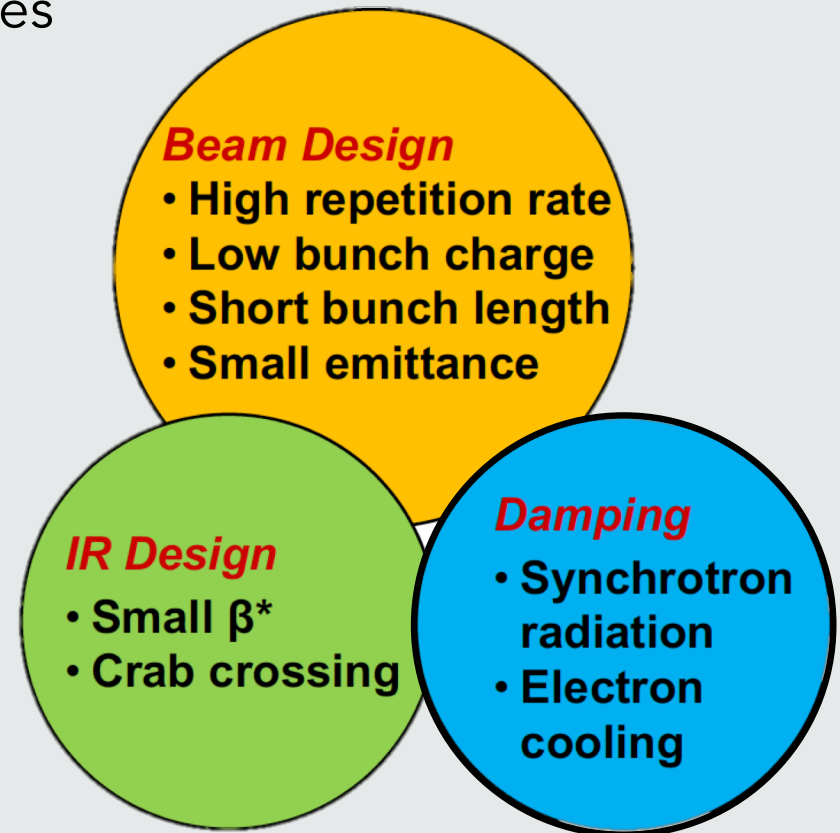 es
Beam Design
• High repetition rate
• Low bunch charge
• Short bunch length
• Small emittance
IR Design
• Small β*
• Crab crossing
Damping
• Synchrotron
radiation
• Electron
cooling